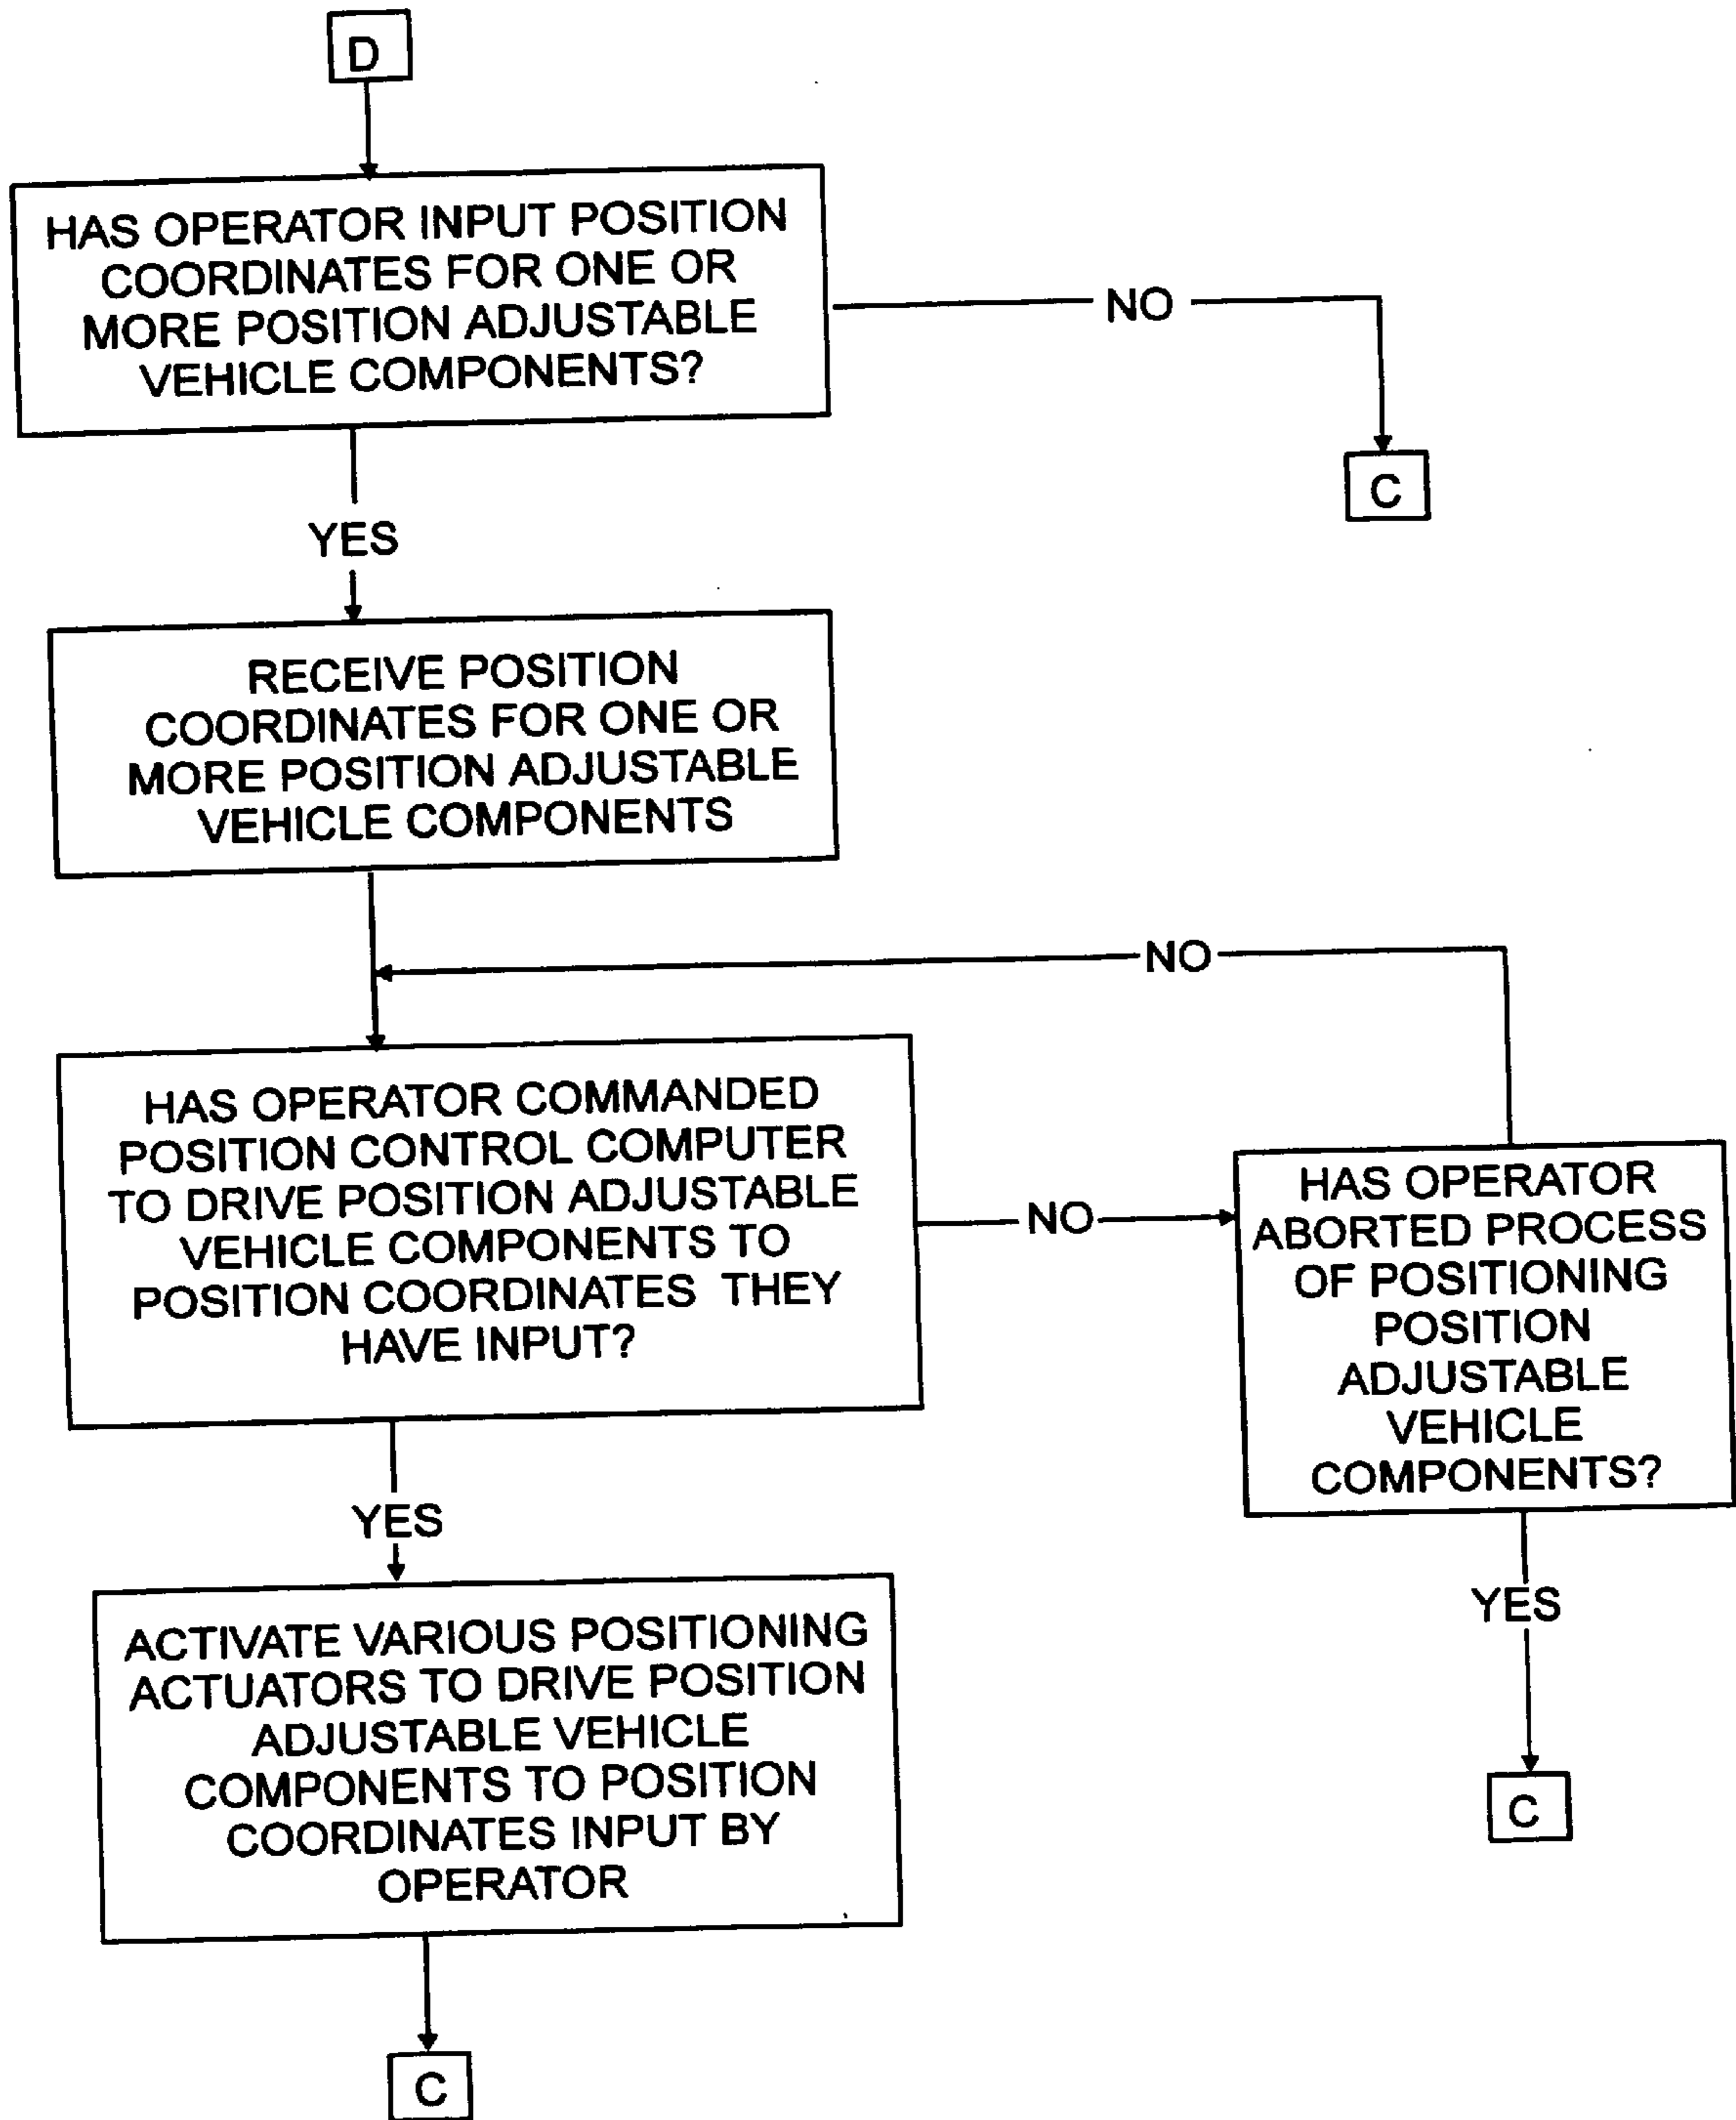 D
HAS OPERATOR INPUT POSITION
COORDINATES FOR ONE OR
MORE POSITION ADJUSTABLE
VEHICLE COMPONENTS?
NO
C
YES
RECEIVE POSITION
COORDINATES FOR ONE OR
MORE POSITION ADJUSTABLE
VEHICLE COMPONENTS
NO
HAS OPERATOR COMMANDED
POSITION CONTROL COMPUTER
TO DRIVE POSITION ADJUSTABLE
VEHICLE COMPONENTS TO
POSITION COORDINATES THEY
HAVE INPUT?
NO
HAS OPERATOR
ABORTED PROCESS
OF POSITIONING
POSITION
ADJUSTABLE
VEHICLE
COMPONENTS?
YES
YES
C
ACTIVATE VARIOUS POSITIONING
ACTUATORS TO DRIVE POSITION
ADJUSTABLE VEHICLE
COMPONENTS TO POSITION
COORDINATES INPUT BY
OPERATOR
C